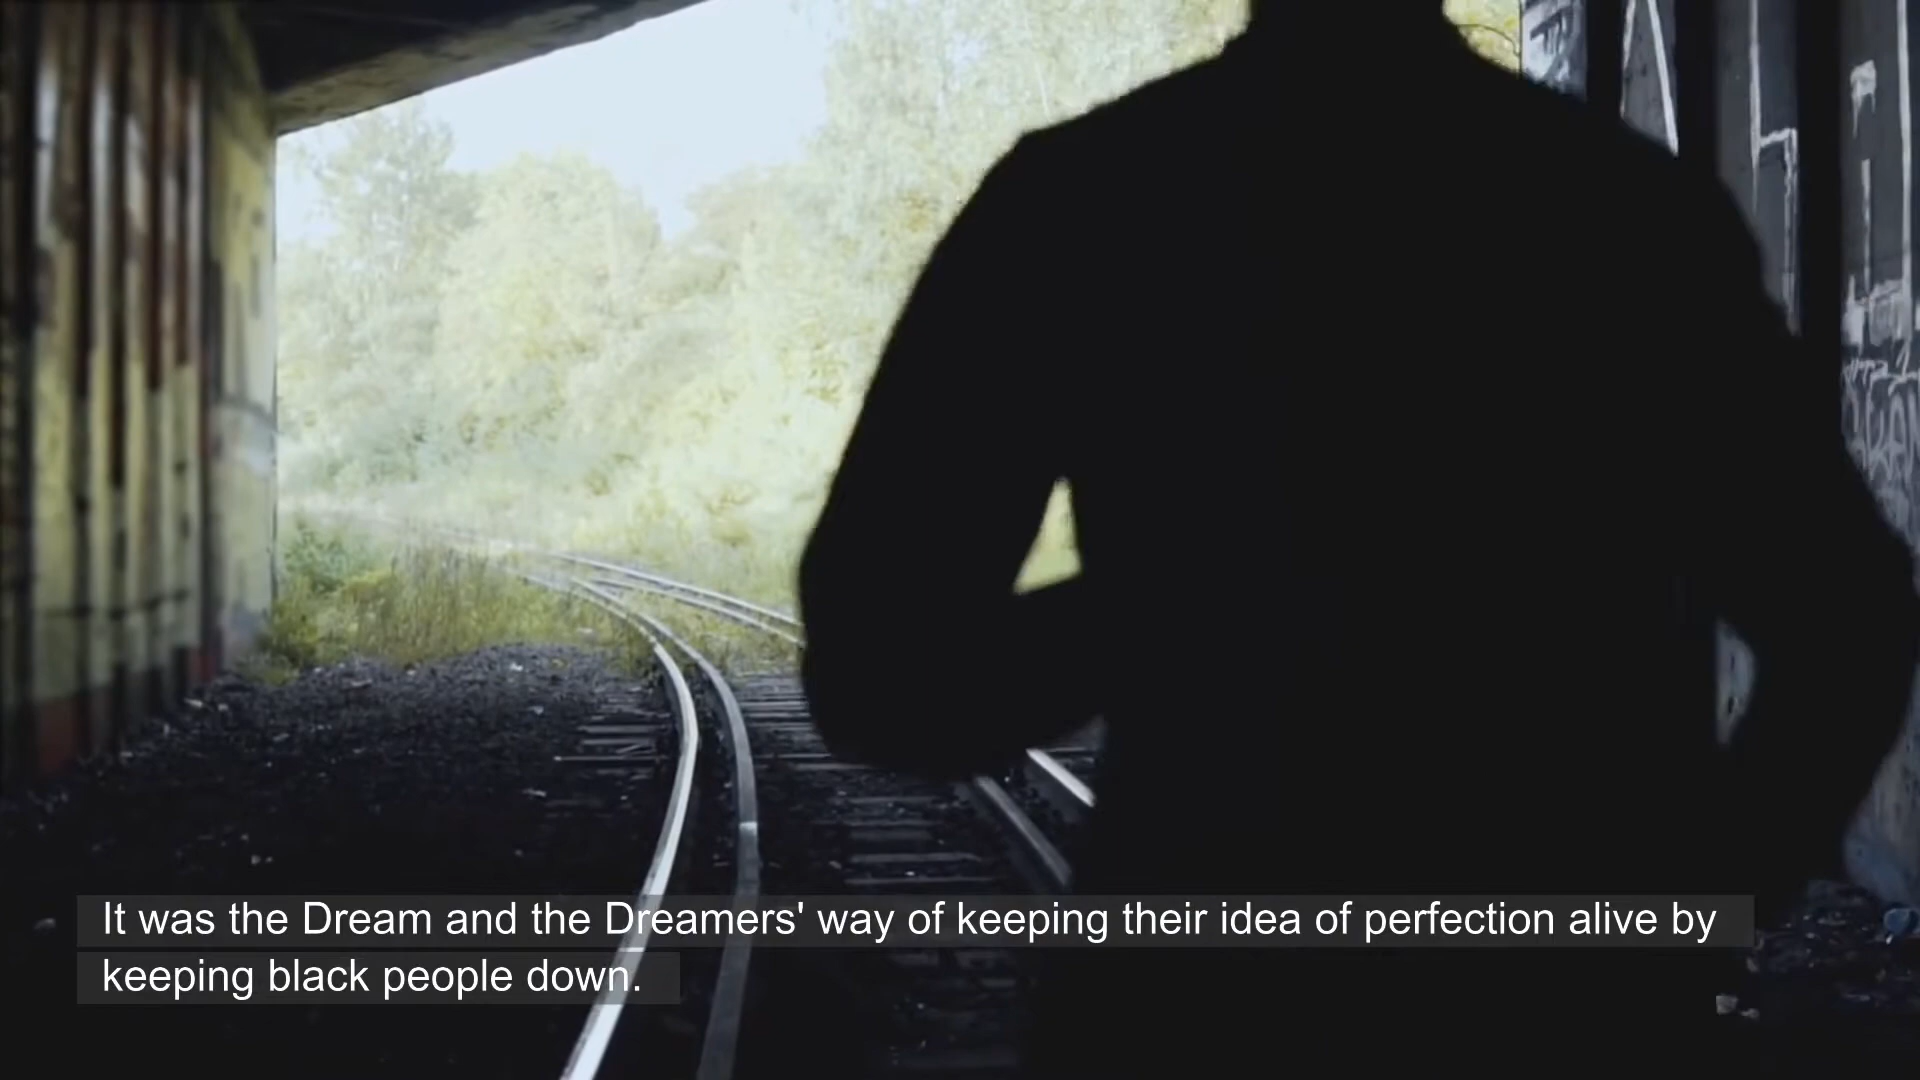 It was the Dream and the Dreamers' way of keeping their idea of perfection alive by
keeping black people down.